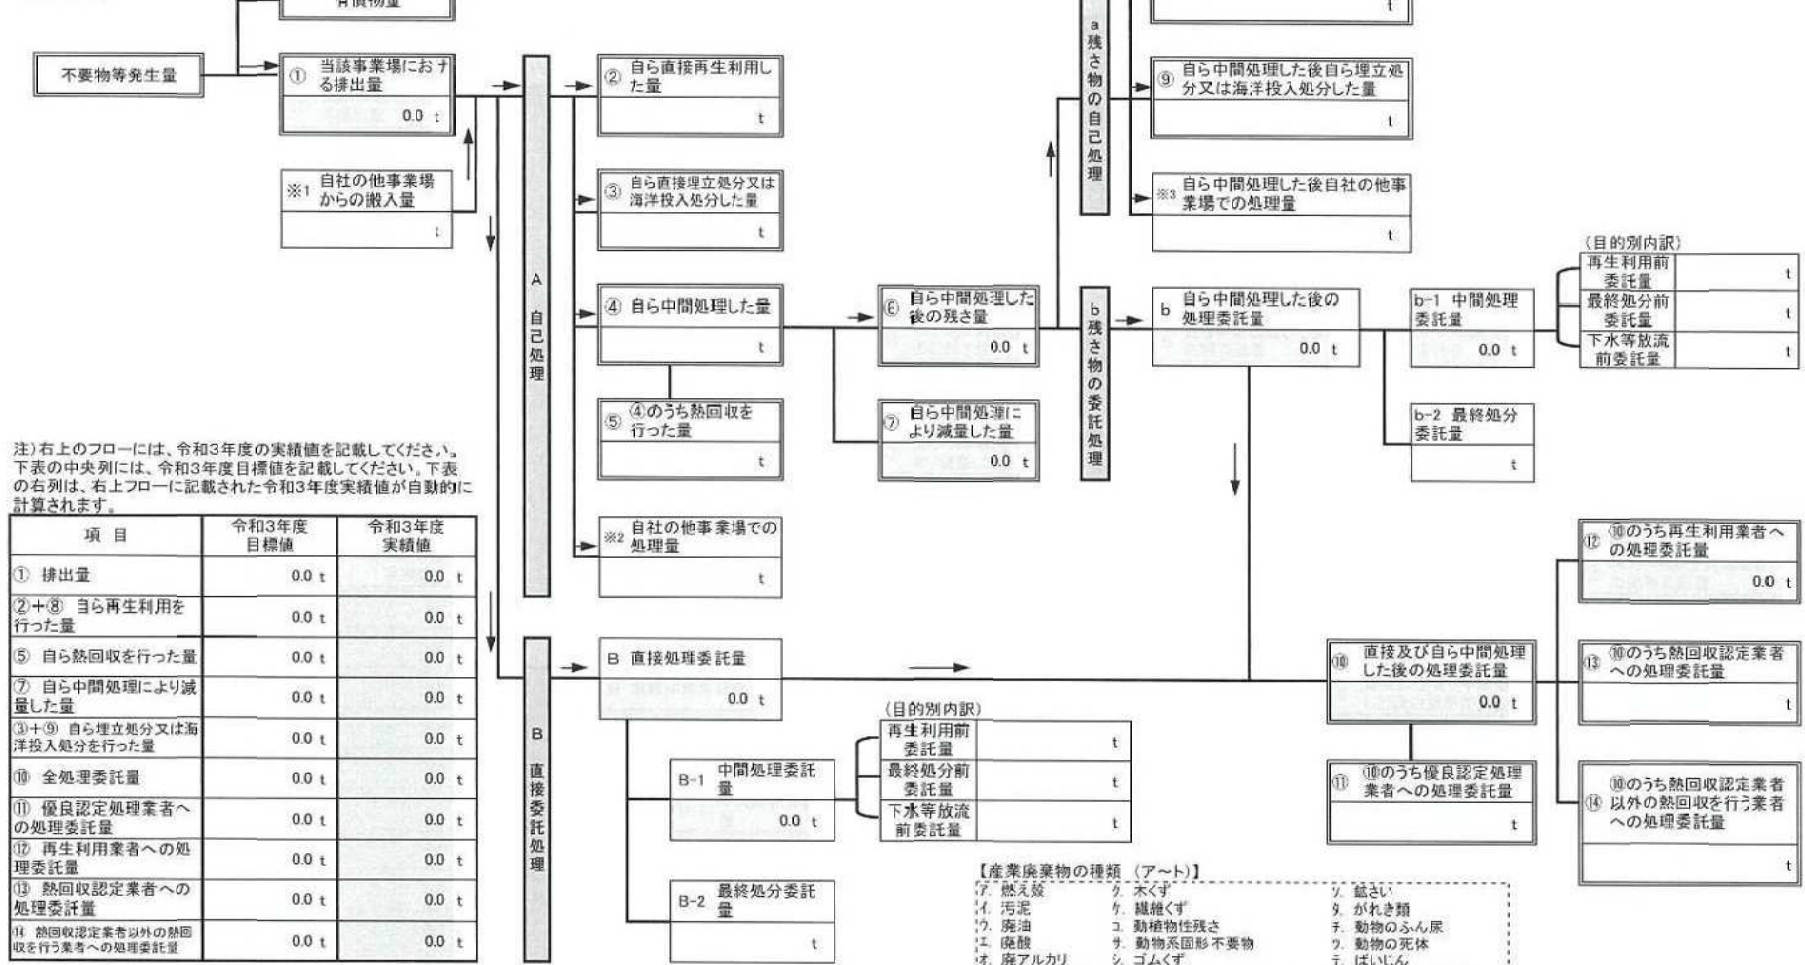 有償物量
t
不要物等発生量
① 当該事業場におけ
る排出量
0.0 t
※1 自社の他事業場
からの搬入量
t
A 自己処理
② 自ら直接再生利用し
た量
t
③ 自ら直接埋立処分又は
海洋投入処分した量
t
④ 自ら中間処理した量
t
⑤ ④のうち熱回収を
行った量
t
※2 自社の他事業場での
処理量
t
⑥ 自ら中間処理した
後の残さ量
0.0 t
⑦ 自ら中間処理に
より減量した量
0.0 t
a 残さ物の自己処理
⑨ 自ら中間処理した後自ら埋立処
分又は海洋投入処分した量
t
※3 自ら中間処理した後自社の他事
業場での処理量
t
b 残さ物の委託処理
b 自ら中間処理した後の
処理委託量
0.0 t
b-1 中間処理
委託量
0.0 t
(目的別内訳)
再生利用前
委託量
t
最終処分前
委託量
t
下水等放流
前委託量
t
b-2 最終処分
委託量
t
注)右上のフローには、令和3年度の実績値を記載してください。
下表の中央列には、令和3年度目標値を記載してください。下表
の右列は、右上フローに記載された令和3年度実績値が自動的に
計算されます。
項 目 令和3年度 目標値 令和3年度 実績値
① 排出量 0.0 t 0.0 t
②+⑧ 自ら再生利用を
行った量 0.0 t 0.0 t
⑤ 自ら熱回収を行った量 0.0 t 0.0 t
⑦ 自ら中間処理により減
量した量 0.0 t 0.0 t
③+⑨ 自ら埋立処分又は海
洋投入処分を行った量 0.0 t 0.0 t
⑩ 全処理委託量 0.0 t 0.0 t
⑪ 優良認定処理業者へ
の処理委託量 0.0 t 0.0 t
⑫ 再生利用業者への処
理委託量 0.0 t 0.0 t
⑬ 熱回収認定業者への
処理委託量 0.0 t 0.0 t
⑭ 熱回収認定業者以外の熱回
収を行う業者への処理委託量 0.0 t 0.0 t
B 直接委託処理
B 直接処理委託量
0.0 t
B-1 中間処理委託
量
0.0 t
(目的別内訳)
再生利用前
委託量
t
最終処分前
委託量
t
下水等放流
前委託量
t
B-2 最終処分委託
量
t
⑩ 直接及び自ら中間処理
した後の処理委託量
0.0 t
⑪ ⑩のうち優良認定処理
業者への処理委託量
t
⑫ ⑩のうち再生利用業者へ
の処理委託量
0.0 t
⑬ ⑩のうち熱回収認定業者
への処理委託量
t
⑭ ⑩のうち熱回収認定業者
以外の熱回収を行う業者
への処理委託量
t
【産業廃棄物の種類 (ア～ト)】
ア. 燃え殻 ク. 木くず ソ. 鉱さい
イ. 汚泥 ケ. 繊維くず タ. がれき類
ウ. 廃油 コ. 動植物性残さ チ. 動物のふん尿
エ. 廃酸 サ. 動物系固形不要物 ツ. 動物の死体
オ. 廃アルカリ シ. ゴムくず テ. ばいじん